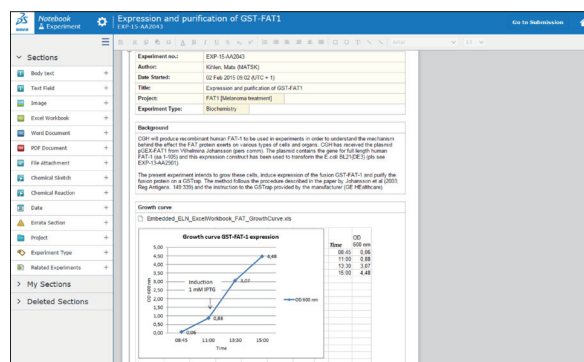 Notebook
Experiment
Expression and purification of GST-FAT1
EXP-15-AA2043
Go to Submission
Sections
Body text +
Text Field +
Image +
Excel Workbook +
Word Document +
PDF Document +
File Attachment +
Chemical Sketch +
Chemical Reaction +
Date +
Errata Section +
Project +
Experiment Type +
Related Experiments +
My Sections
Deleted Sections
Experiment no.: EXP-15-AA2043
Author: Kihlen, Mats (MATSK)
Date Started: 02 Feb 2015 09:02 (UTC + 1)
Title: Expression and purification of GST-FAT1
Project: FAT1 [Melanoma treatment]
Experiment Type: Biochemistry
Background
CGH will produce recombinant human FAT-1 to be used in experiments in order to understand the mechanism
behind the effect the FAT protein exerts on various types of cells and organs. CGH has received the plasmid
pGEX-FAT1 from Vilhelmina Johansson (pers comm). The plasmid contains the gene for full length human
FAT-1 (aa 1-105) and this expression construct has been used to transform the E.coli BL21(DE3) (pls see
EXP-13-AA2901).
The present experiment intends to grow these cells, induce expression of the fusion GST-FAT-1 and purify the
fusion protein on a GSTrap. The method follows the procedure described in the paper by Johansson et al (2003;
Reg Antigens, 149:339) and the instruction to the GSTrap provided by the manufacturer (GE HEalthcare).
Growth curve
Embedded_ELN_ExcelWorkbook_FAT_GrowthCurve.xls
Growth curve GST-FAT-1 expression
5,00
4,50
4,00
3,50
3,00
2,50
2,00
1,50
1,00
0,50
0,00
OD 600 nm
Induction
1 mM IPTG
0,06
0,88
3,07
4,48
OD 600 nm
08:45 11:00 13:30 15:00
Time
OD
Time 600 nm
08:45 0,06
11:00 0,88
13:30 3,07
15:00 4,48